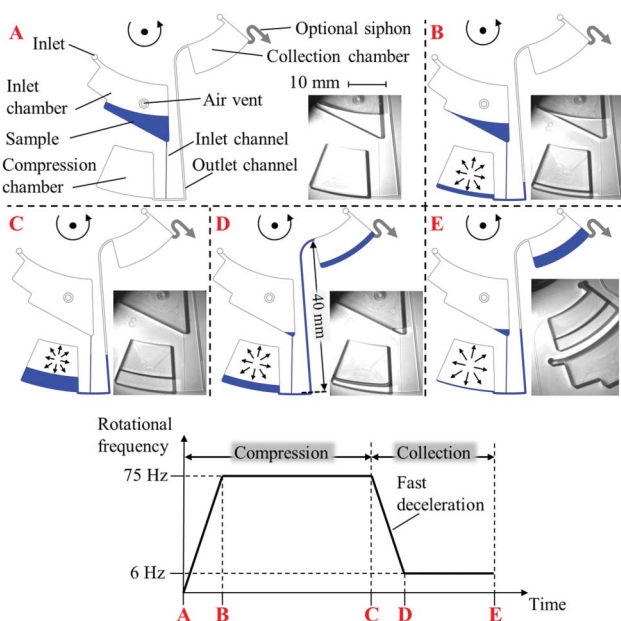 A
Inlet
Optional siphon
Collection chamber
10 mm
Inlet
chamber
Air vent
Sample
Inlet channel
Compression
chamber
Outlet channel
B
C
D
40 mm
E
Rotational
frequency
Compression
Collection
75 Hz
Fast
deceleration
6 Hz
A
B
C
D
E
Time